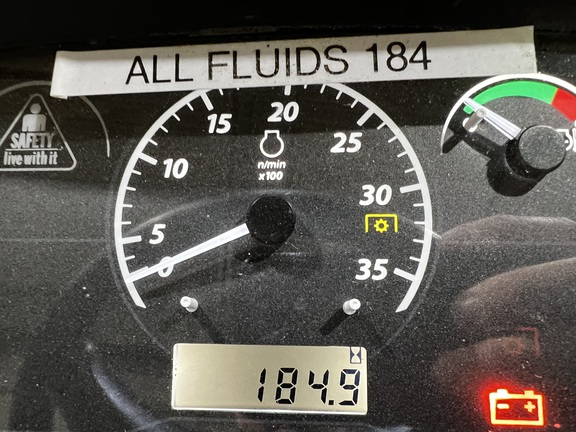 ALL FLUIDS 184
SAFETY
live with it
0
5
10
15
20
25
30
35
n/min
x100
184.9
- +